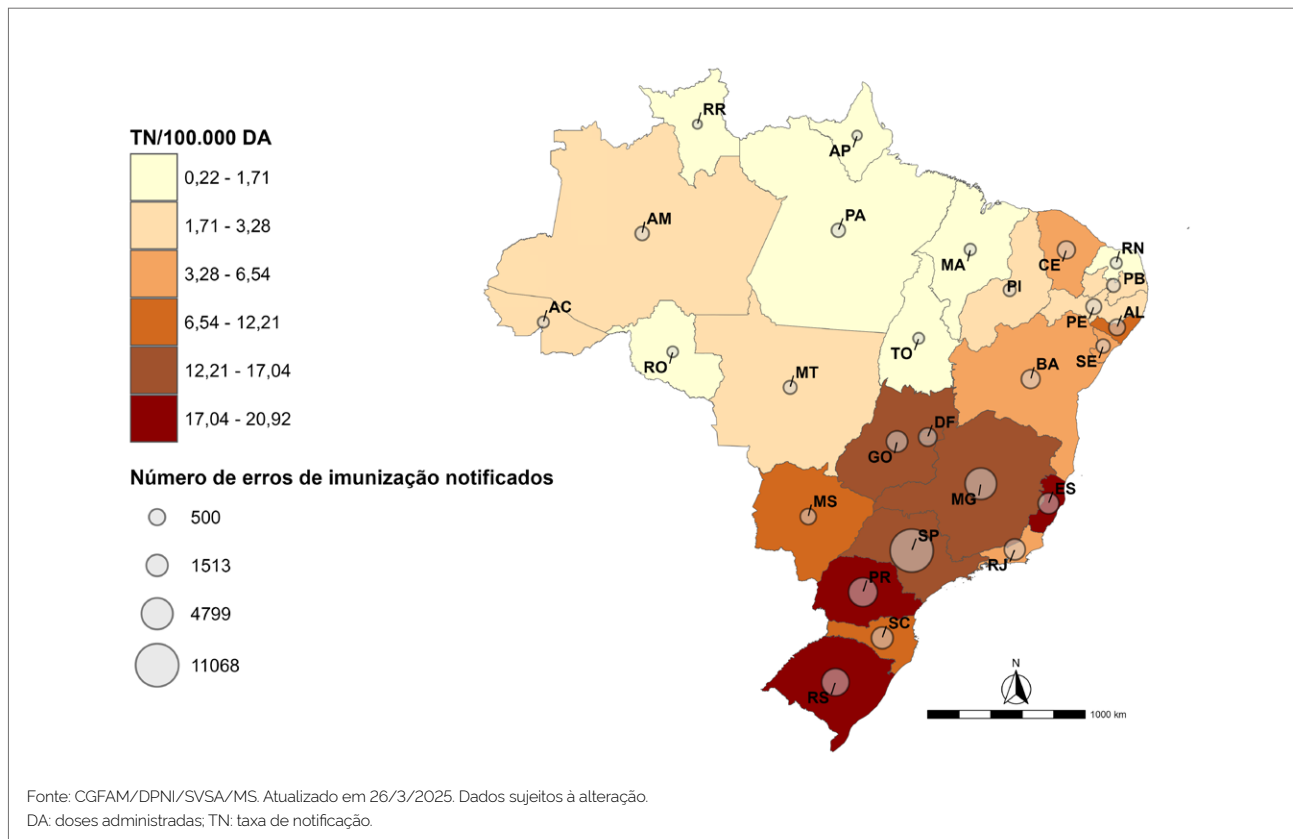 TN/100.000 DA
0,22 - 1,71
1,71 - 3,28
3,28 - 6,54
6,54 - 12,21
12,21 - 17,04
17,04 - 20,92
Número de erros de imunização notificados
500
1513
4799
11068
RR
AP
AM
PA
MA
CE
RN
PB
PI
PE
AL
SE
AC
RO
TO
BA
MT
DF
GO
MG
ES
MS
SP
RJ
PR
SC
RS
N
1000 km
Fonte: CGFAM/DPNI/SVSA/MS. Atualizado em 26/3/2025. Dados sujeitos à alteração.
DA: doses administradas; TN: taxa de notificação.